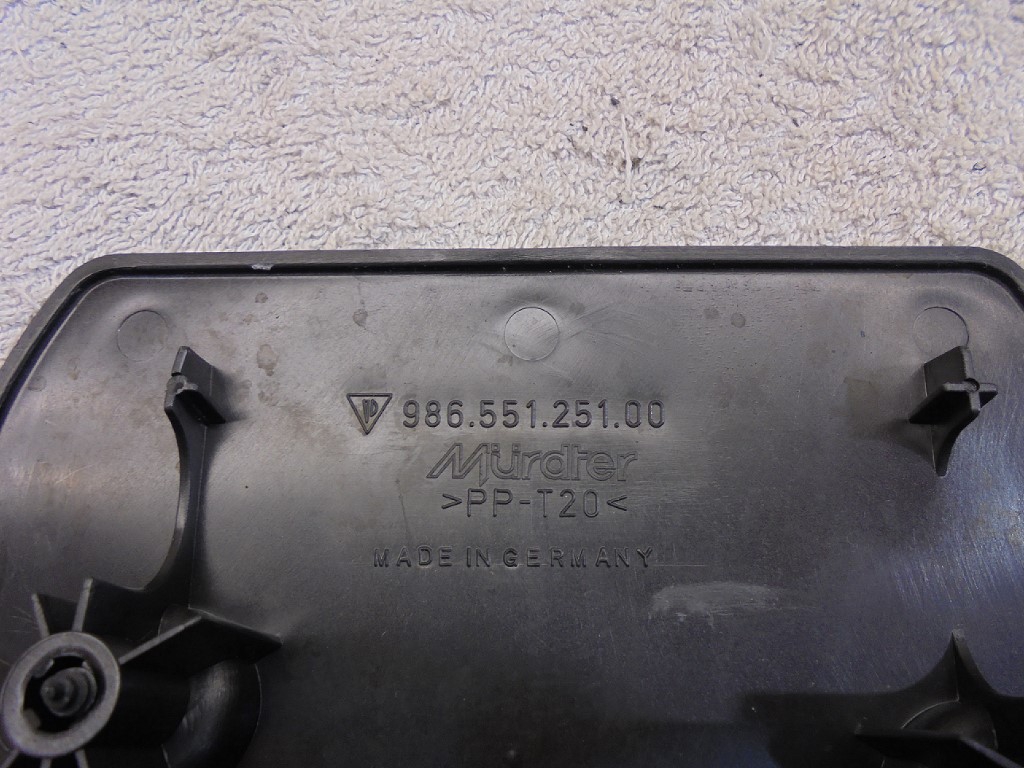 986.551.251.00
Mürdter
>PP-T20<
MADE IN GERMANY